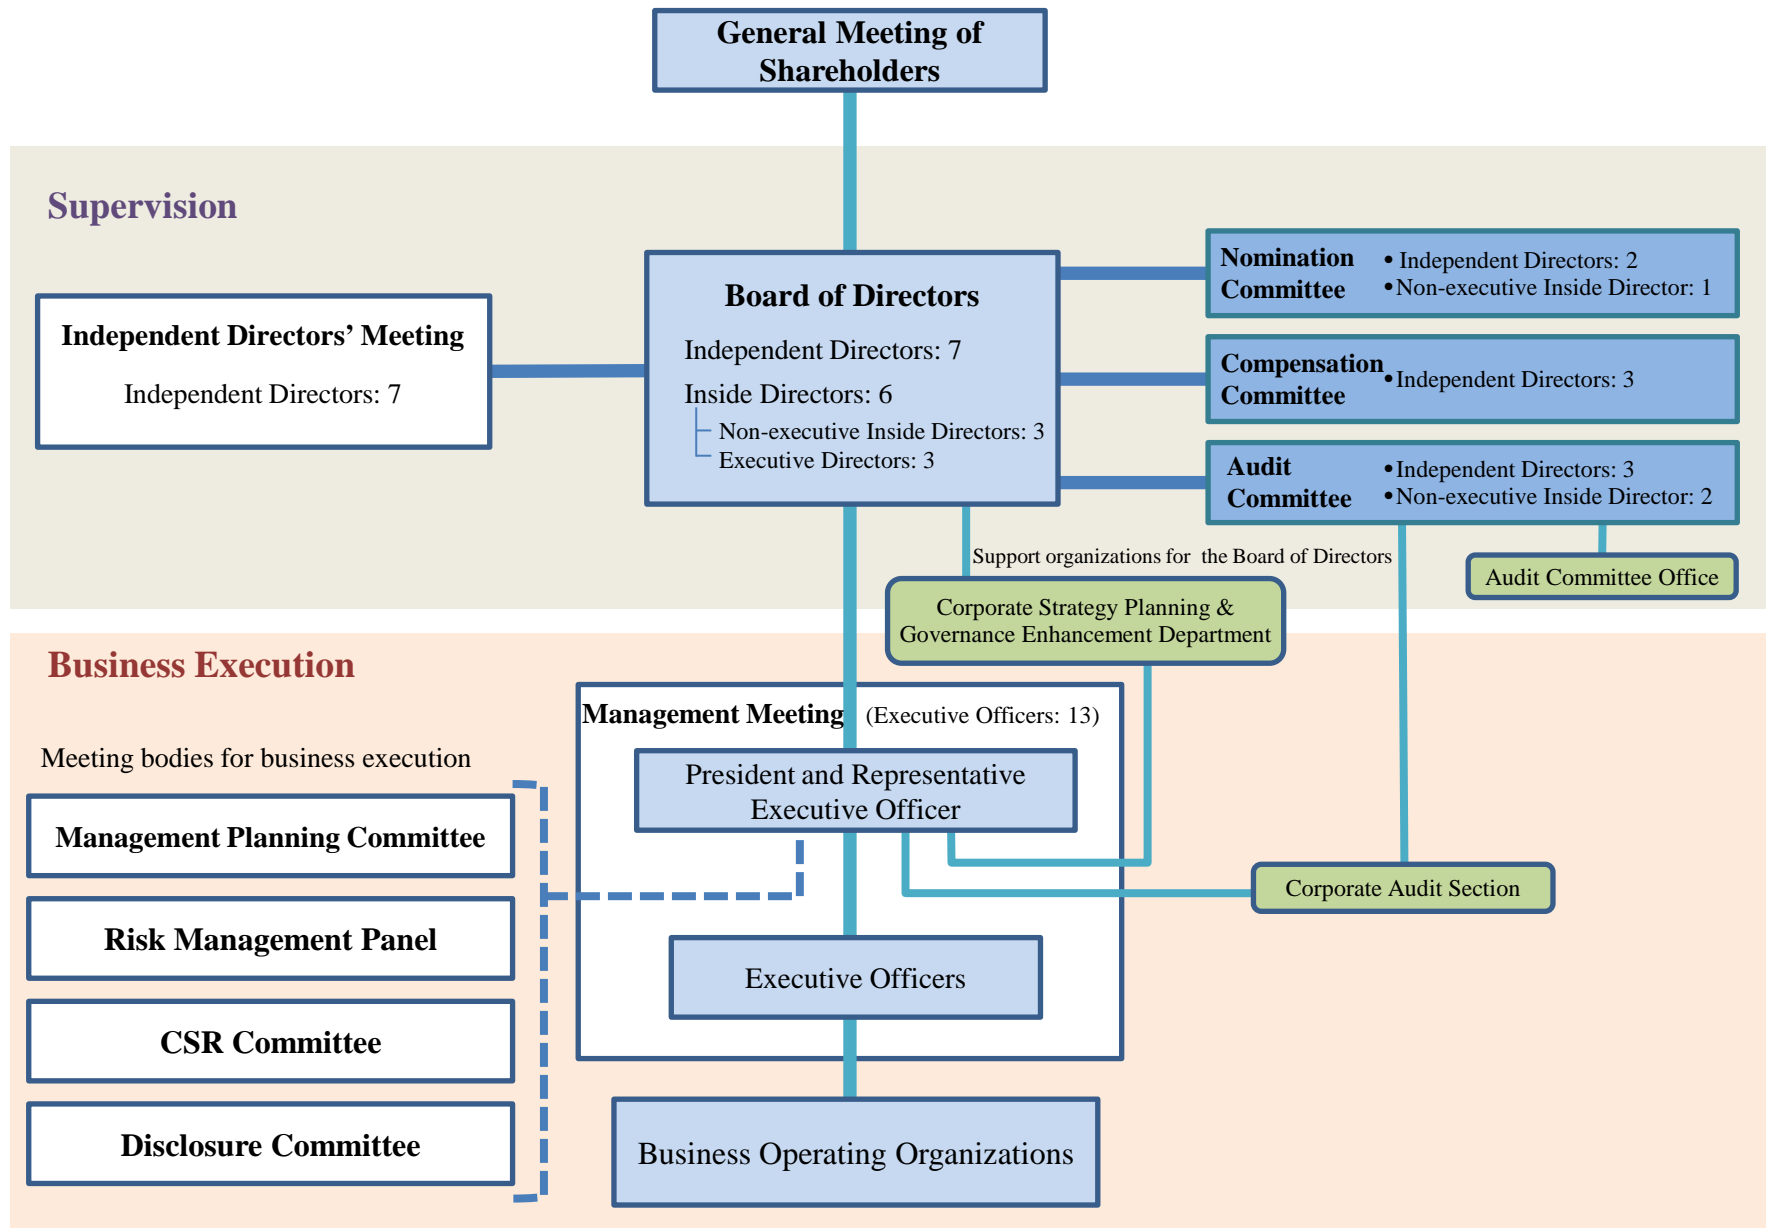 General Meeting of
Shareholders
Supervision
Independent Directors’ Meeting
Independent Directors: 7
Board of Directors
Independent Directors: 7
Inside Directors: 6
Non-executive Inside Directors: 3
Executive Directors: 3
Nomination
Committee
• Independent Directors: 2
•Non-executive Inside Director: 1
Compensation
Committee
•Independent Directors: 3
Audit
Committee
•Independent Directors: 3
•Non-executive Inside Director: 2
Support organizations for the Board of Directors
Audit Committee Office
Corporate Strategy Planning &
Governance Enhancement Department
Business Execution
Management Meeting (Executive Officers: 13)
Meeting bodies for business execution
President and Representative
Executive Officer
Management Planning Committee
Corporate Audit Section
Risk Management Panel
Executive Officers
CSR Committee
Disclosure Committee
Business Operating Organizations